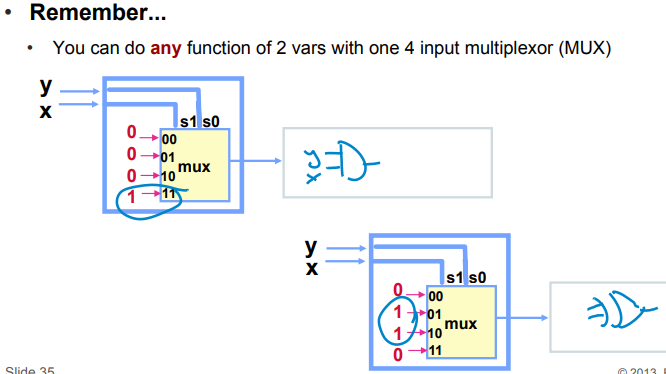 • Remember...
• You can do any function of 2 vars with one 4 input multiplexor (MUX)
y
x
s1 s0
0 00
0 01
0 10
1 11
mux
y
x
y
x
s1 s0
0 00
1 01
1 10
0 11
mux
Slide 35
© 2013,